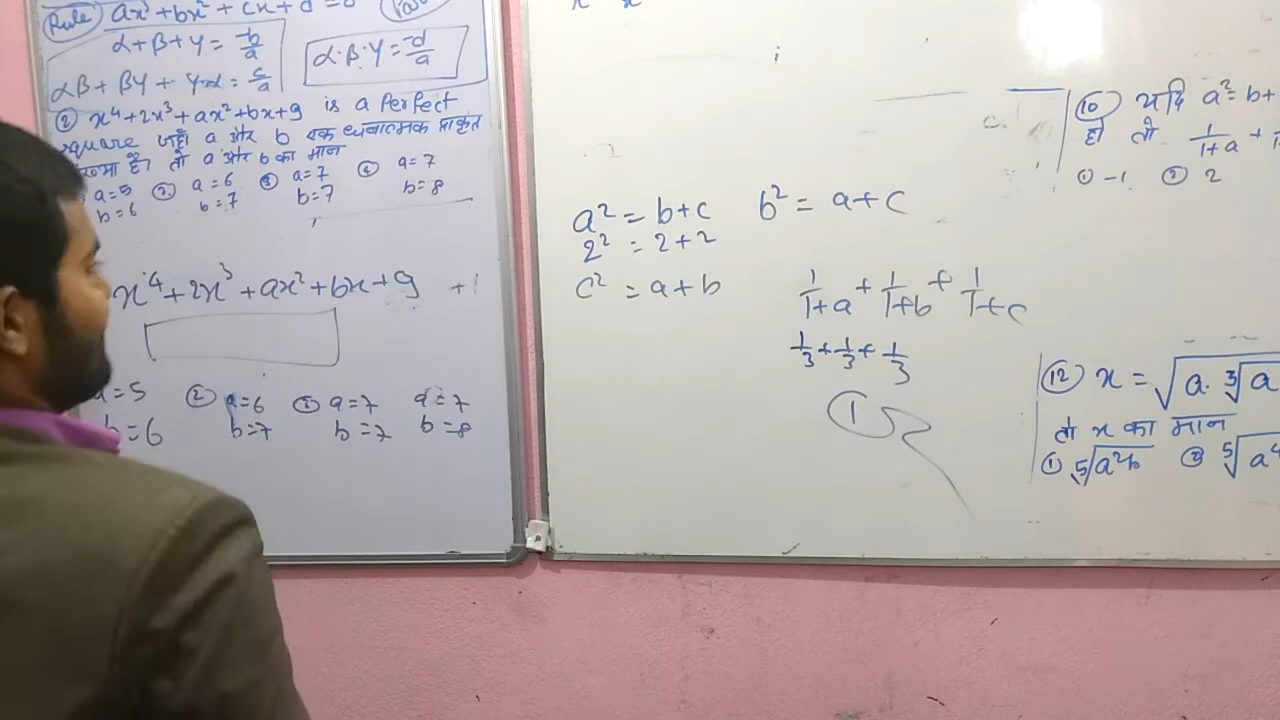 Rule ax³+bx²+cx+d=0
α+β+γ=-b/a
α.β.γ=-d/a
αβ+βγ+γ.α=c/a
② x⁴+2x³+ax²+bx+9 is a Perfect
square जहाँ a और b एक धनात्मक प्राकृत
है। तो a और b का मान
a=5 ② a=6 ③ a=7 ④ a=7
b=6 b=7 b=7 b=8
x⁴+2x³+ax²+bx+9 +
a=5 ② a=6 ③ a=7 a=7
b=6 b=7 b=7 b=8
a²=b+c b²=a+c
2²=2+2
c²=a+b
1/1+a + 1/1+b + 1/1+c
1/3+1/3+1/3
①
⑩ यदि a²=b+
हो तो 1/1+a +
① -1 ② 2
⑫ x=√a.∛a
तो x का मान
① ⁵√a²b ② ⁵√a⁴